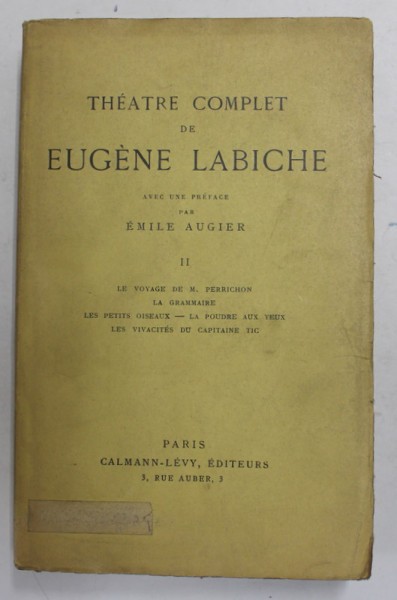 THÉATRE COMPLET
DE
EUGÈNE LABICHE
AVEC UNE PRÉFACE
PAR
ÉMILE AUGIER
II
LE VOYAGE DE M. PERRICHON
LA GRAMMAIRE
LES PETITS OISEAUX — LA POUDRE AUX YEUX
LES VIVACITÉS DU CAPITAINE TIC
PARIS
CALMANN-LÉVY, ÉDITEURS
3, RUE AUBER, 3